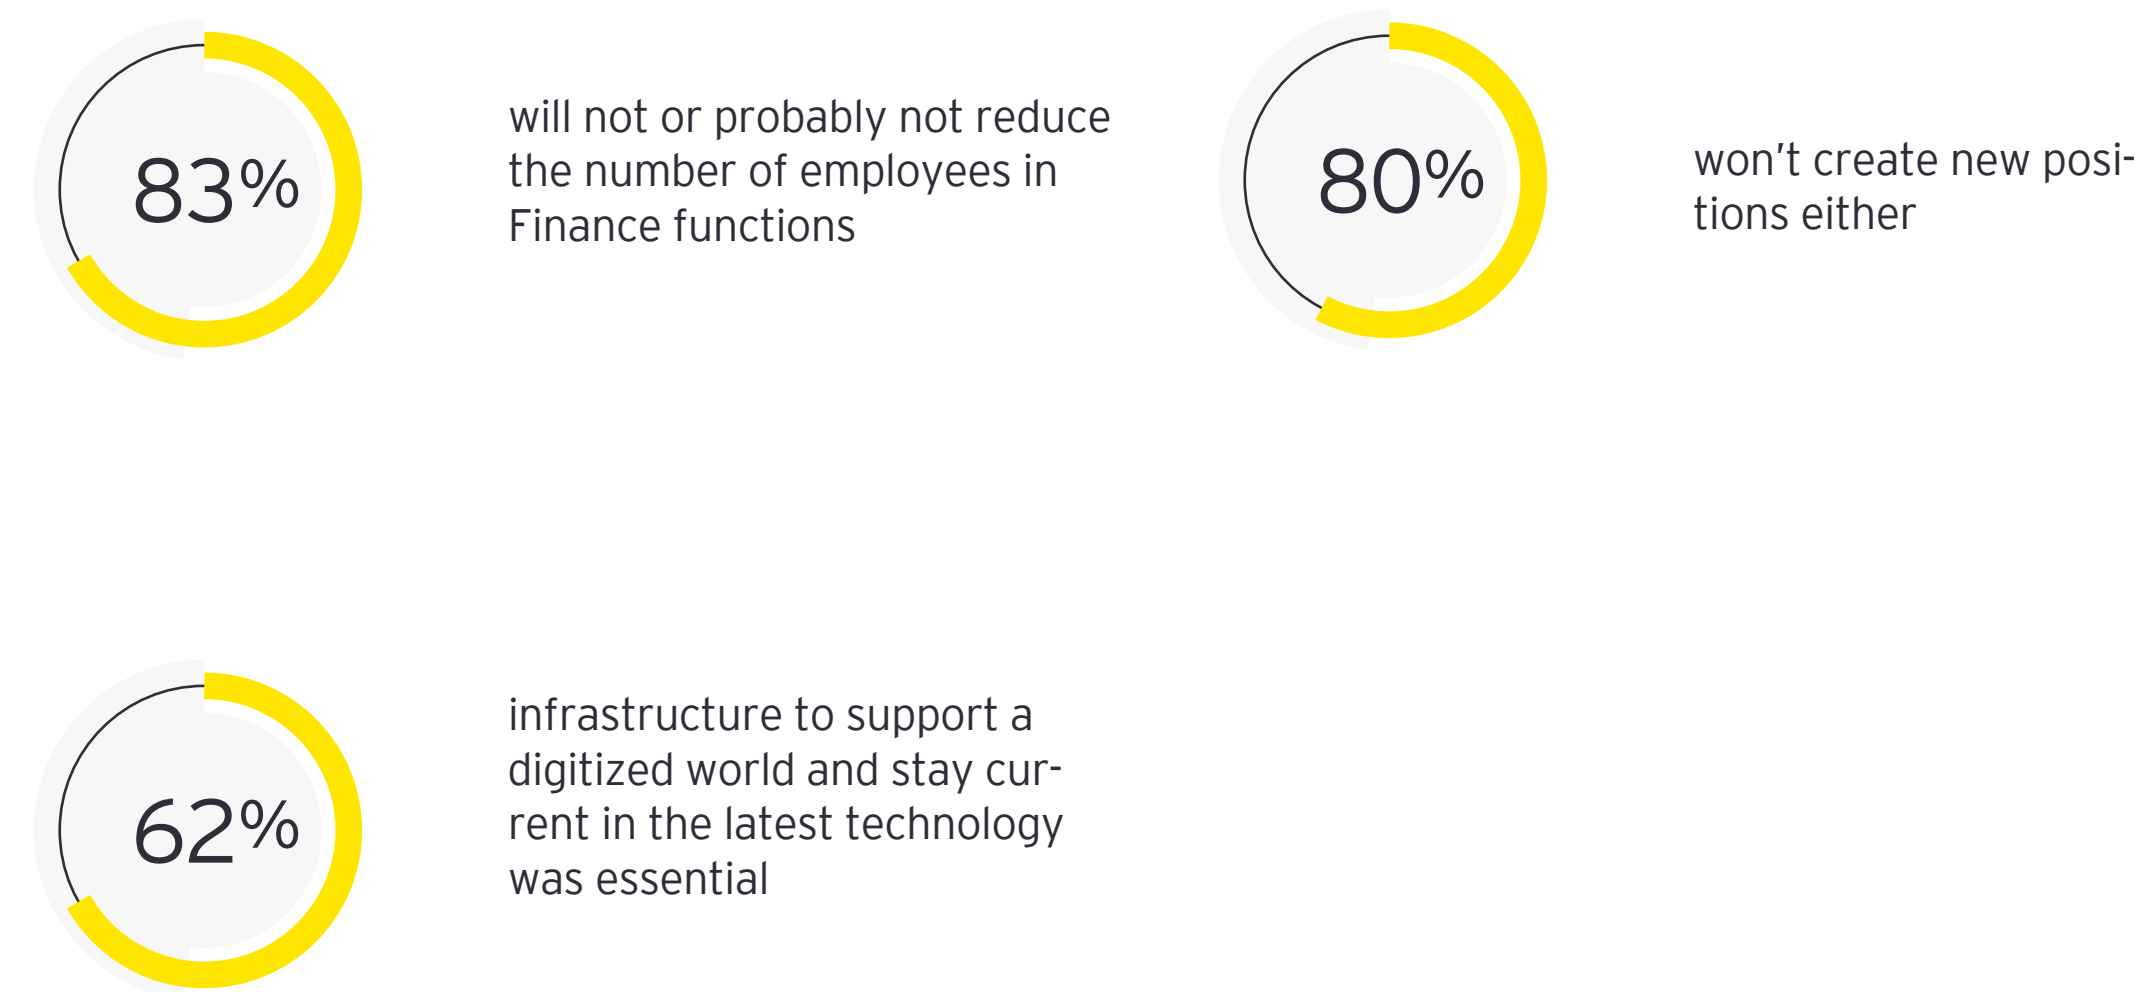 83%
will not or probably not reduce
the number of employees in
Finance functions
80%
won't create new posi-
tions either
62%
infrastructure to support a
digitized world and stay cur-
rent in the latest technology
was essential